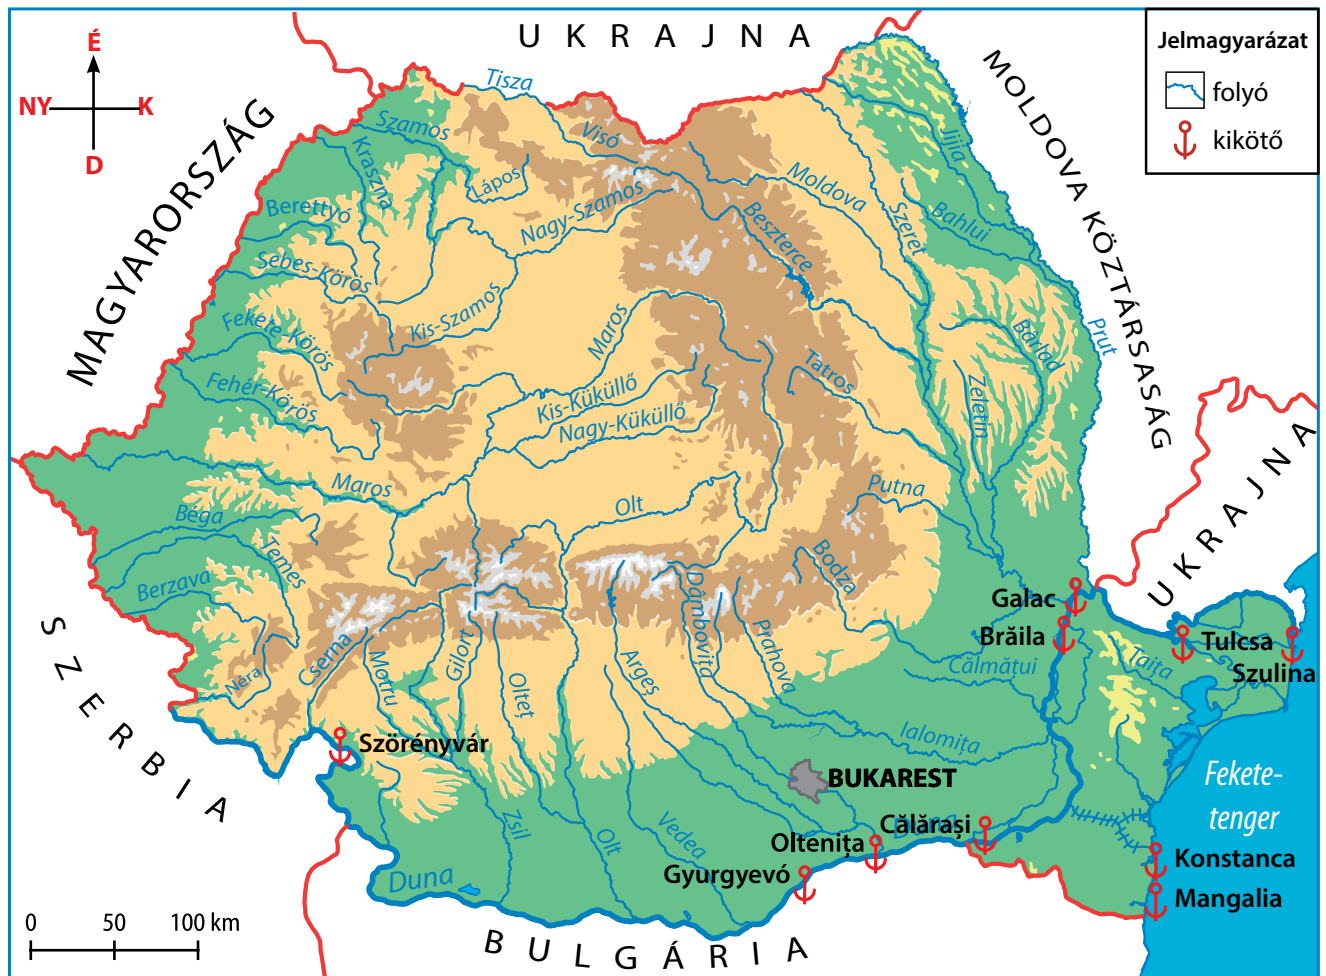 UKRAJNA
É
NY
K
D
MAGYARORSZÁG
MOLDOVA KÖZTÁRSASÁG
Jelmagyarázat
folyó
kikötő
Tisza
Visó
Szamos
Kraszna
Lápos
Nagy-Szamos
Berettyó
Sebes-Körös
Kis-Szamos
Fekete-Körös
Fehér-Körös
Maros
Kis-Küküllő
Nagy-Küküllő
Moldova
Szeret
Jijia
Bahlui
Beszterce
Tatros
Zeletin
Bârlad
Prut
UKRAJNA
Maros
Béga
Temes
Berzava
Olt
Putna
Bodza
SZERBIA
Néra
Cserna
Motru
Gilort
Olteț
Argeș
Dâmbovița
Prahova
Galac
Brăila
Călmățui
Taița
Tulcsa
Szulina
Szörényvár
Ialomița
BUKAREST
Fekete-
tenger
Zsil
Olt
Vedea
Duna
Călărași
Oltenița
Gyurgyevó
Konstanca
Mangalia
Duna
0 50 100 km
BULGÁRIA